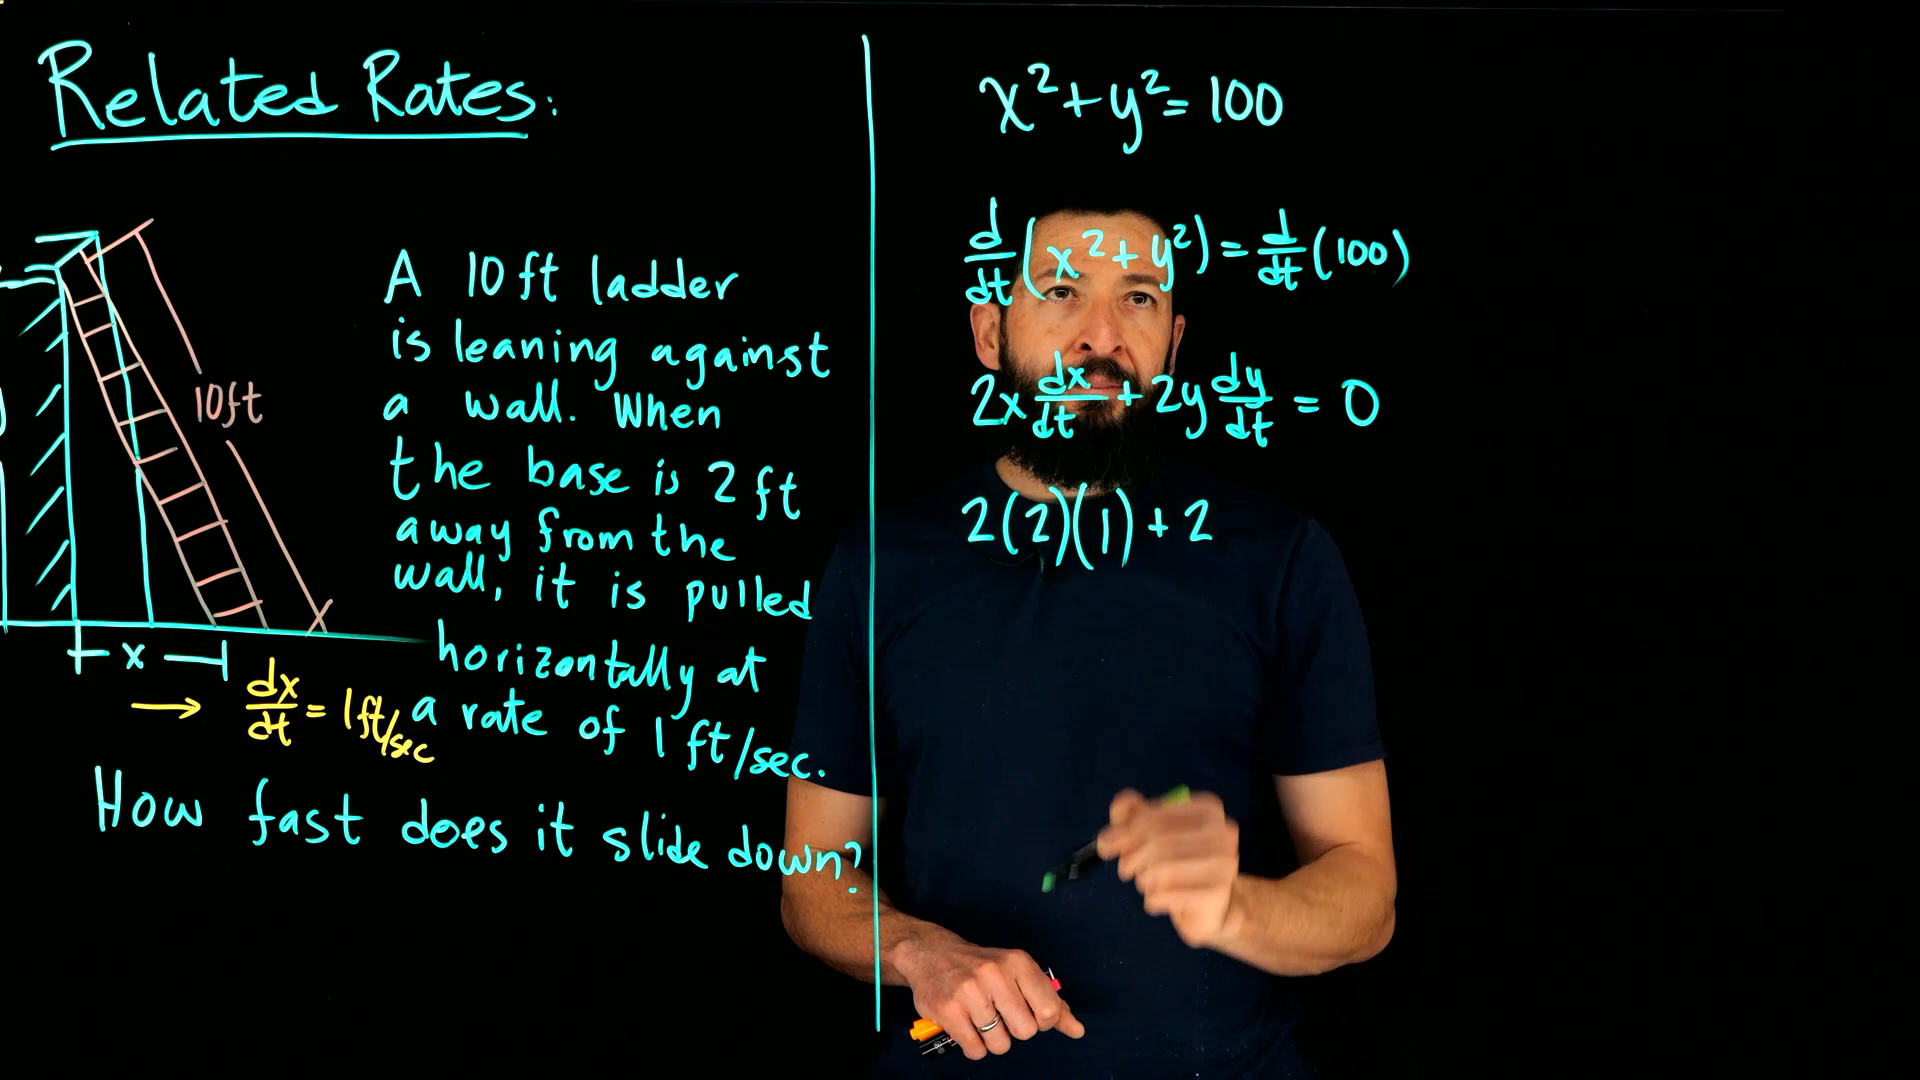 Related Rates:
10ft
x
dx/dt = 1ft/sec
A 10ft ladder
is leaning against
a wall. When
the base is 2 ft
away from the
wall, it is pulled
horizontally at
a rate of 1 ft/sec.
How fast does it slide down?
x² + y² = 100
d/dt (x² + y²) = d/dt (100)
2x dx/dt + 2y dy/dt = 0
2(2)(1) + 2